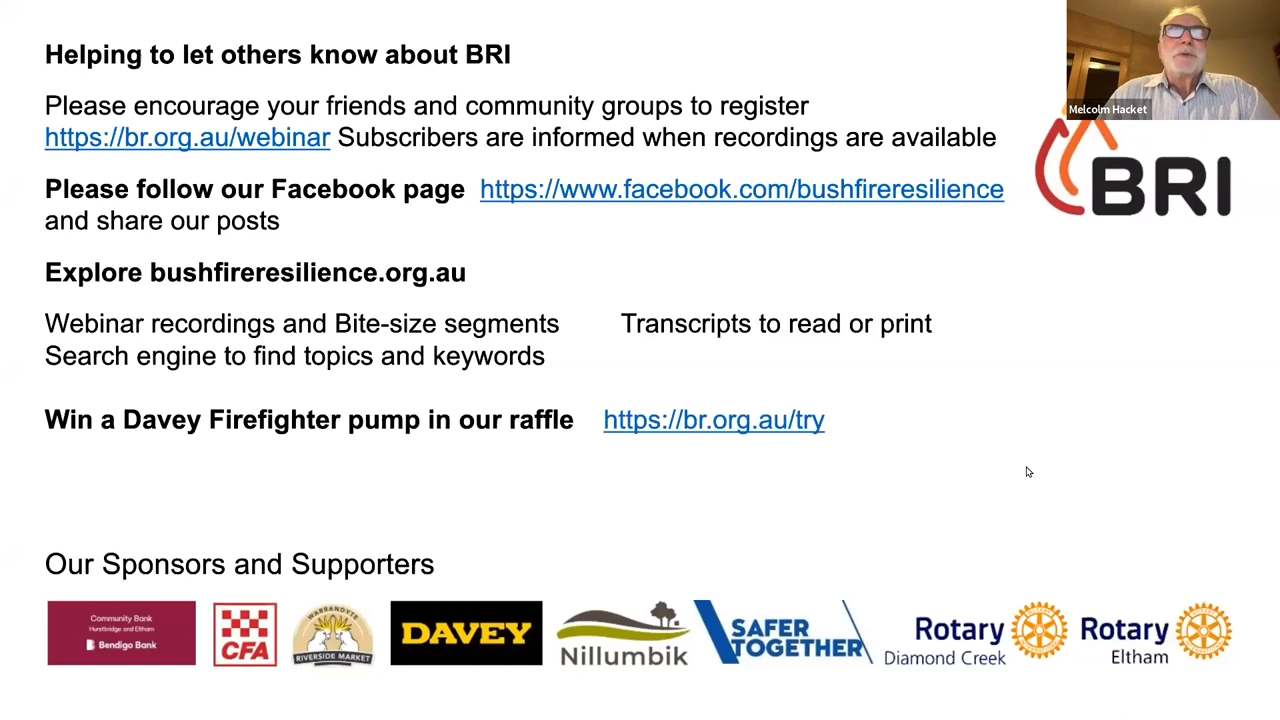 Helping to let others know about BRI
Please encourage your friends and community groups to register
https://br.org.au/webinar Subscribers are informed when recordings are available
Please follow our Facebook page https://www.facebook.com/bushfireresilience
and share our posts
Explore bushfireresilience.org.au
Webinar recordings and Bite-size segments Transcripts to read or print
Search engine to find topics and keywords
Win a Davey Firefighter pump in our raffle https://br.org.au/try
Melcolm Hacket
BRI
Our Sponsors and Supporters
Community Bank
Hurstbridge and Eltham
Bendigo Bank
CFA
WARRANDYTE
RIVERSIDE MARKET
DAVEY
Nillumbik
SAFER
TOGETHER
Rotary
Diamond Creek
Rotary
Eltham